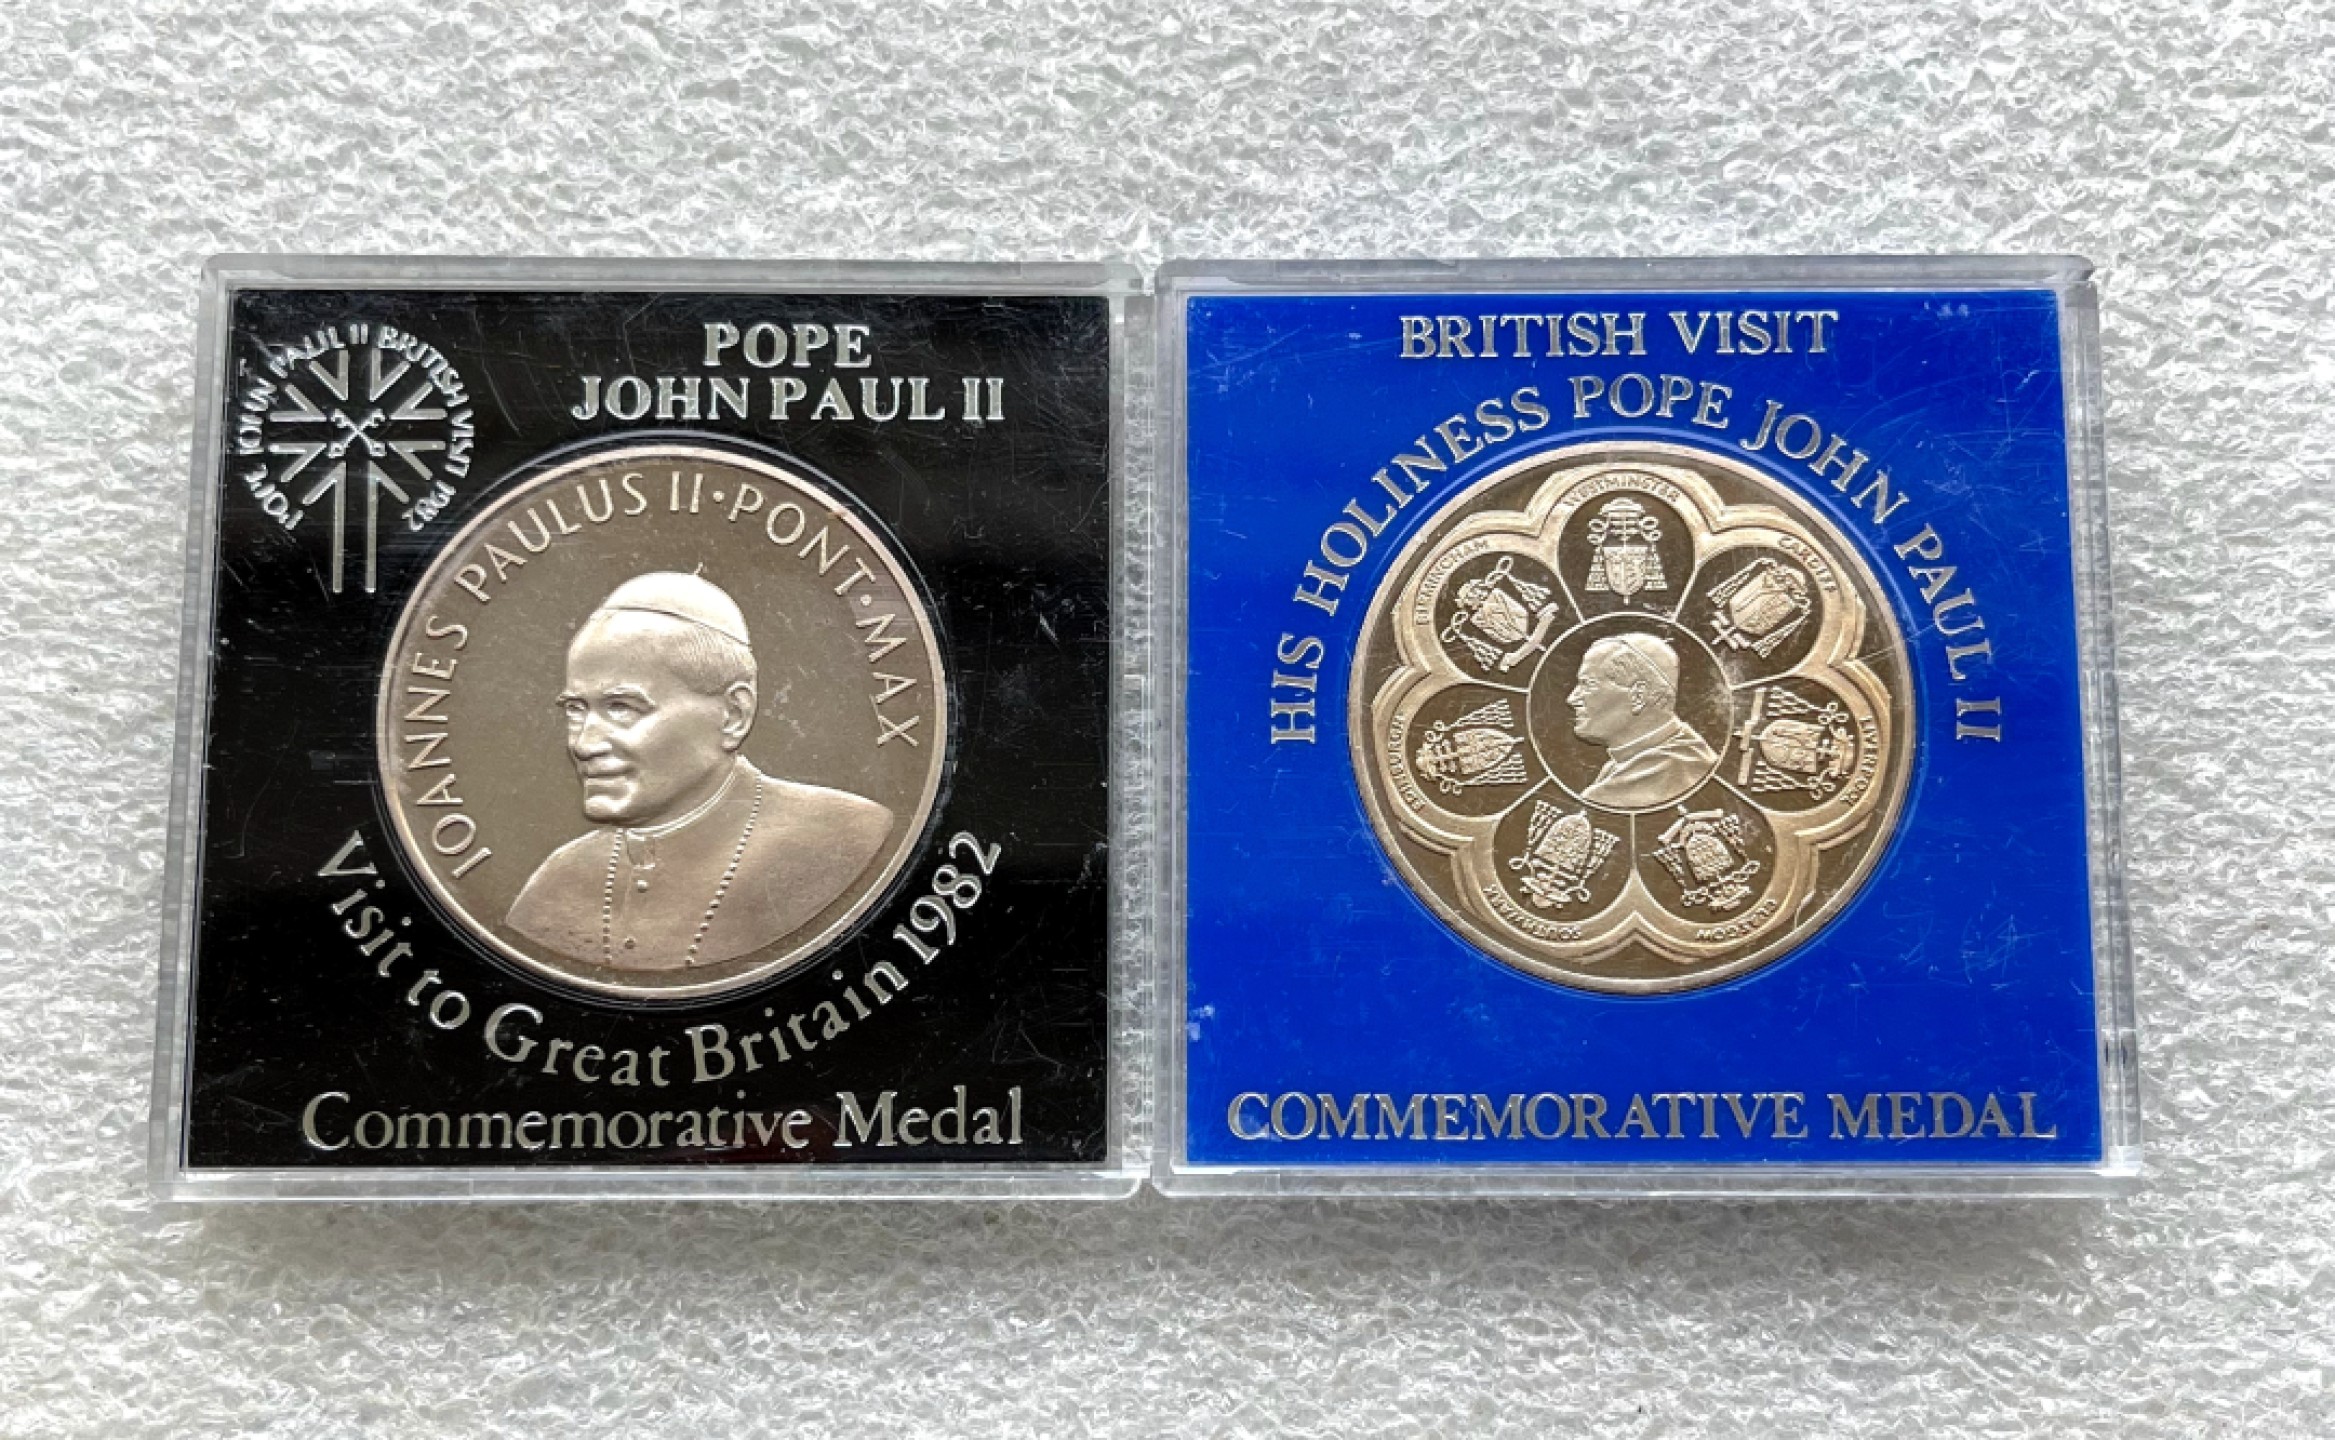 POPE JOHN PAUL II BRITISH VISIT 1982
POPE
JOHN PAUL II
IOANNES PAULUS II·PONT·MAX
Visit to Great Britain 1982
Commemorative Medal
BRITISH VISIT
HIS HOLINESS POPE JOHN PAUL II
WESTMINSTER
CARDIFF
LIVERPOOL
GLASGOW
SOUTHWARK
EDINBURGH
BIRMINGHAM
COMMEMORATIVE MEDAL